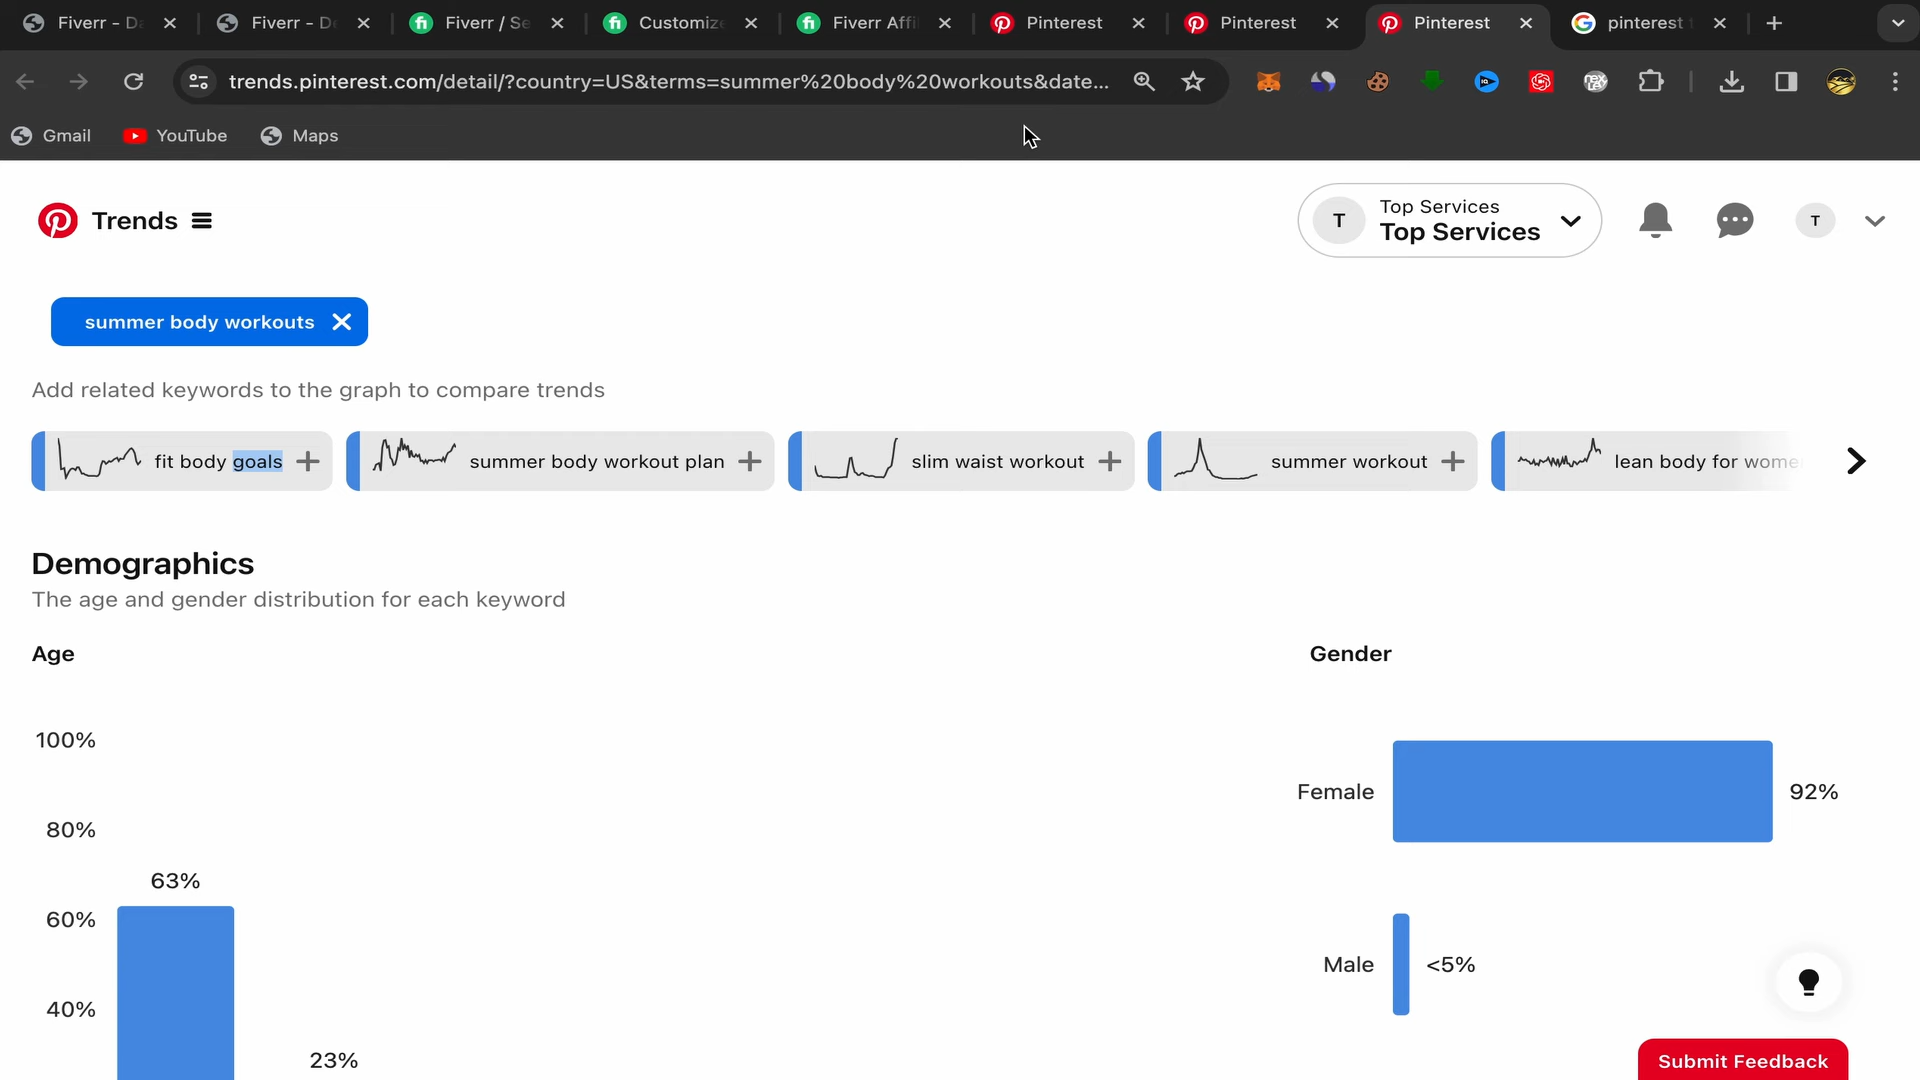 Fiverr - Da
Fiverr - De
Fiverr / Se
Customize
Fiverr Affil
Pinterest
Pinterest
Pinterest
pinterest t
trends.pinterest.com/detail/?country=US&terms=summer%20body%20workouts&date...
Gmail
YouTube
Maps
Trends
T
Top Services
Top Services
T
summer body workouts
Add related keywords to the graph to compare trends
fit body goals
summer body workout plan
slim waist workout
summer workout
lean body for wome
Demographics
The age and gender distribution for each keyword
Age
Gender
100%
80%
60%
40%
63%
23%
Female
92%
Male
<5%
Submit Feedback